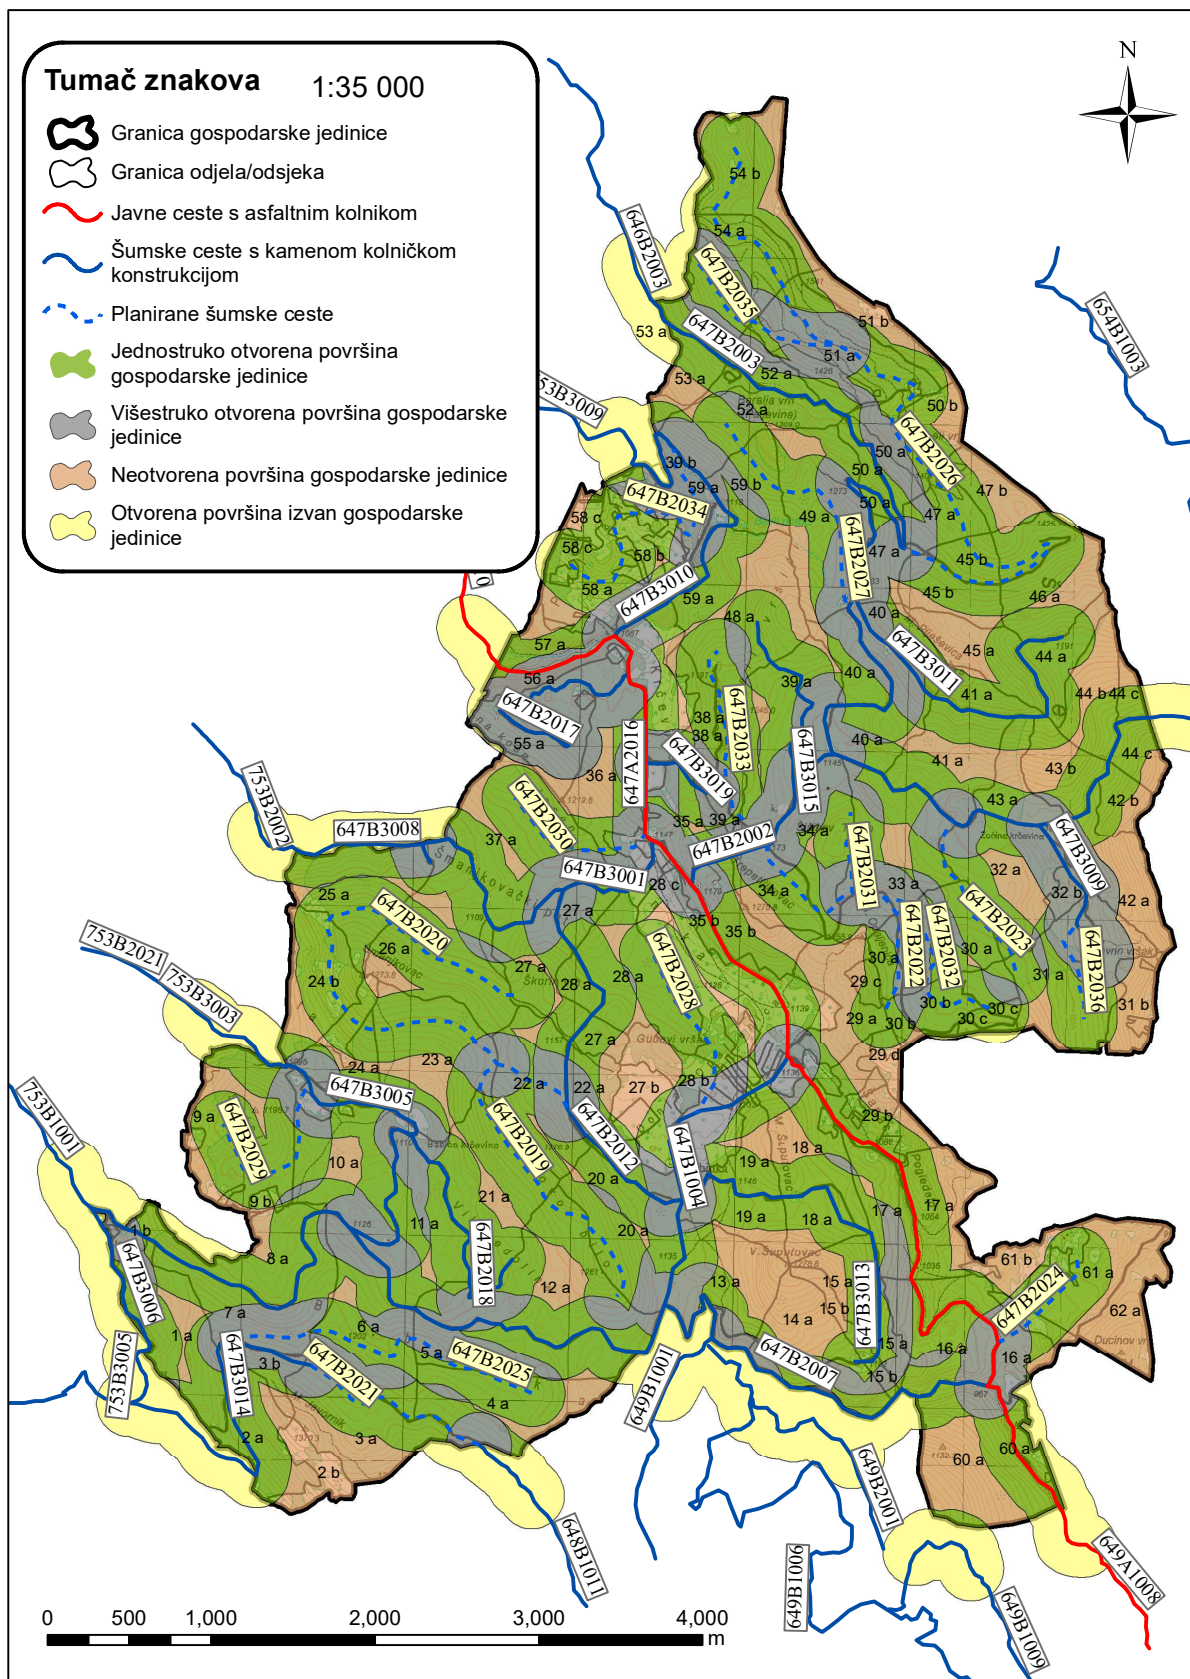 Tumač znakova 1:35 000
Granica gospodarske jedinice
Granica odjela/odsjeka
Javne ceste s asfaltnim kolnikom
Šumske ceste s kamenom kolničkom
konstrukcijom
Planirane šumske ceste
Jednostruko otvorena površina
gospodarske jedinice
Višestruko otvorena površina gospodarske
jedinice
Neotvorena površina gospodarske jedinice
Otvorena površina izvan gospodarske
jedinice
N
54 b
54 a
646B2003
647B2035
654B1003
53 a
647B2003
51 b
51 a
52 a
53 a
50 b
53B3009
52 a
647B2026
39 b
50 a
50 a
59 a
59 b
47 b
647B2034
50 a
58 c
49 a
47 a
58 c
58 b
47 a
45 b
647B2027
58 a
647B3010
59 a
45 b
46 a
48 a
40 a
57 a
45 a
44 a
647B3011
56 a
39 a
40 a
41 a
44 b
44 c
647B2017
38 a
647B2033
38 a
55 a
40 a
647A2016
647B3019
647B3015
44 c
36 a
41 a
43 b
753B2002
43 a
42 b
647B2030
35 a
39 a
34 a
647B3008
37 a
647B2002
647B3009
647B3001
28 c
34 a
647B2031
33 a
32 a
32 b
42 a
25 a
647B2020
27 a
35 b
35 b
647B2022
647B2032
647B2023
753B2021
26 a
30 a
30 a
24 b
27 a
28 a
28 a
647B2028
29 c
31 a
647B2036
753B3003
30 b
30 c
31 b
29 a
30 b
30 c
27 a
29 d
24 a
23 a
22 a
22 a
27 b
28 b
647B3005
753B1001
9 a
647B2029
647B2019
647B2012
29 b
10 a
19 a
18 a
20 a
647B1004
9 b
21 a
17 a
17 a
1 b
11 a
19 a
18 a
20 a
647B3006
8 a
647B2018
12 a
13 a
15 a
61 b
61 a
647B3013
647B2024
7 a
6 a
15 b
14 a
62 a
1 a
5 a
647B2025
15 a
16 a
16 a
3 b
647B2007
753B3005
647B3014
647B2021
15 b
4 a
649B1001
2 a
3 a
60 a
60 a
2 b
649B2001
648B1011
649B1006
649A1008
649B1009
0 500 1,000 2,000 3,000 4,000
m